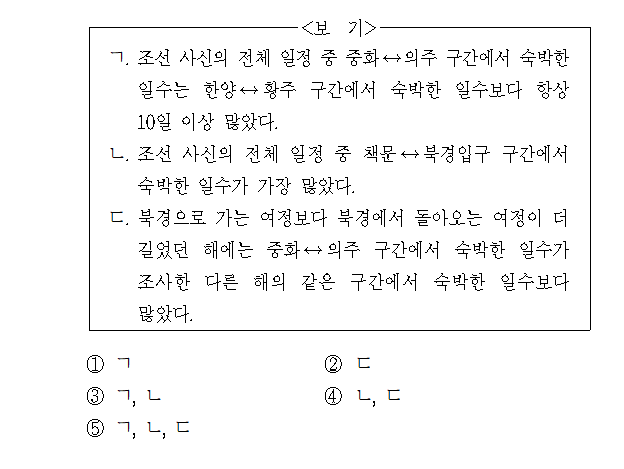 <보 기>
ㄱ. 조선 사신의 전체 일정 중 중화↔의주 구간에서 숙박한
일수는 한양↔황주 구간에서 숙박한 일수보다 항상
10일 이상 많았다.
ㄴ. 조선 사신의 전체 일정 중 책문↔북경입구 구간에서
숙박한 일수가 가장 많았다.
ㄷ. 북경으로 가는 여정보다 북경에서 돌아오는 여정이 더
길었던 해에는 중화↔의주 구간에서 숙박한 일수가
조사한 다른 해의 같은 구간에서 숙박한 일수보다
많았다.
① ㄱ ② ㄷ
③ ㄱ, ㄴ ④ ㄴ, ㄷ
⑤ ㄱ, ㄴ, ㄷ